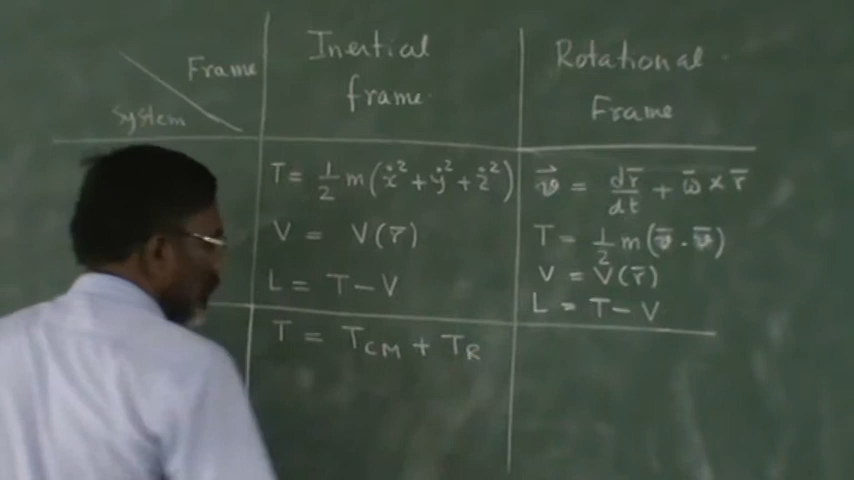 Frame
System
Inertial
frame
Rotational
Frame
T = 1/2 m(ẋ² + ẏ² + ż²)
V = V(r̅)
L = T - V
v⃗ = dr̅/dt + ω̅ × r̅
T = 1/2 m(v̅ · v̅)
V = V(r̅)
L = T - V
T = T_CM + T_R